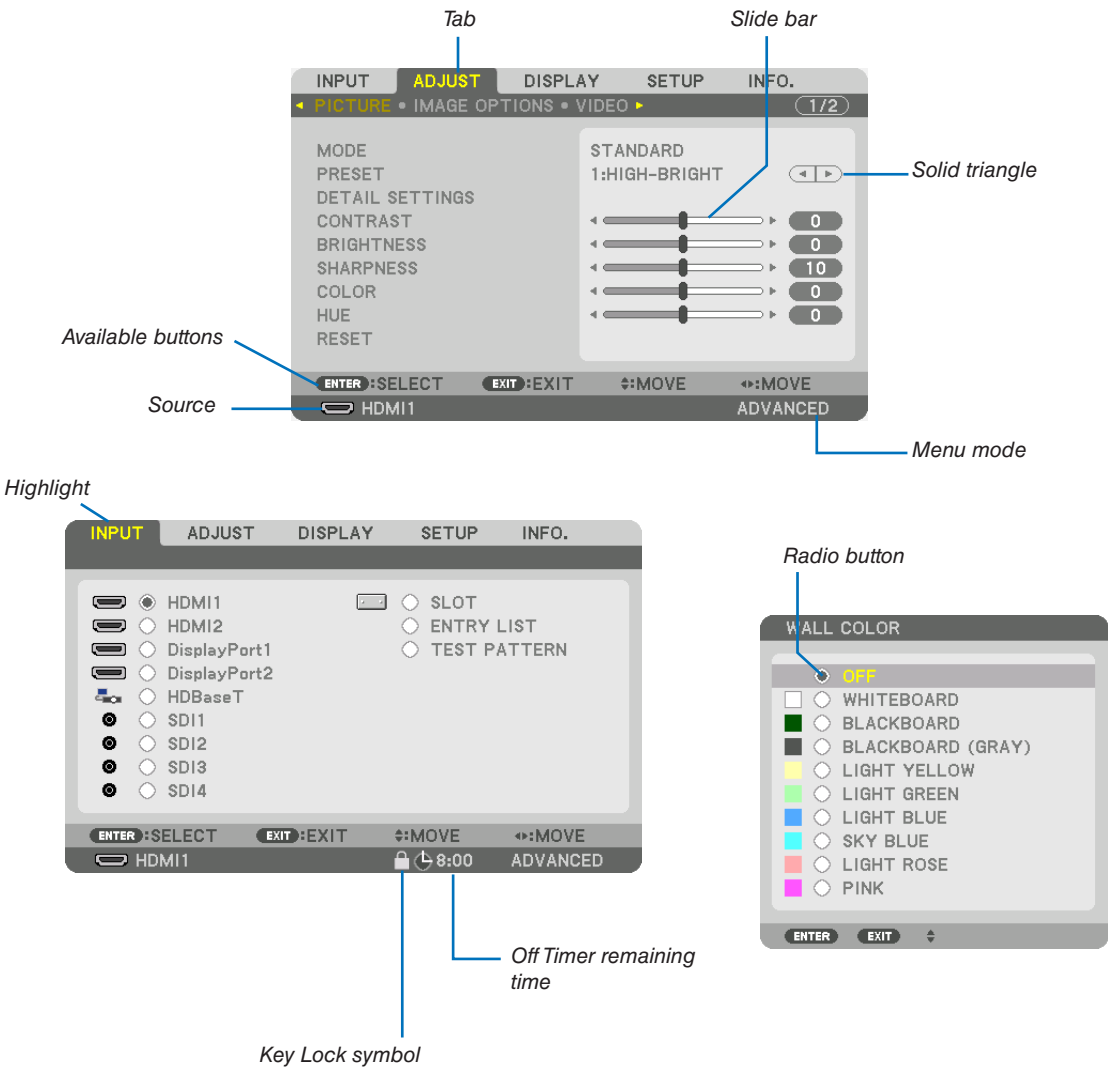 Tab
Slide bar
INPUT ADJUST DISPLAY SETUP INFO.
PICTURE • IMAGE OPTIONS • VIDEO 1/2
MODE STANDARD
PRESET 1:HIGH-BRIGHT
Solid triangle
DETAIL SETTINGS
CONTRAST 0
BRIGHTNESS 0
SHARPNESS 10
COLOR 0
HUE 0
RESET
Available buttons
ENTER:SELECT EXIT:EXIT :MOVE :MOVE
Source
HDMI1 ADVANCED
Menu mode
Highlight
INPUT ADJUST DISPLAY SETUP INFO.
HDMI1 SLOT
HDMI2 ENTRY LIST
DisplayPort1 TEST PATTERN
DisplayPort2
HDBaseT
SDI1
SDI2
SDI3
SDI4
ENTER:SELECT EXIT:EXIT :MOVE :MOVE
HDMI1 8:00 ADVANCED
Off Timer remaining
time
Key Lock symbol
Radio button
WALL COLOR
OFF
WHITEBOARD
BLACKBOARD
BLACKBOARD (GRAY)
LIGHT YELLOW
LIGHT GREEN
LIGHT BLUE
SKY BLUE
LIGHT ROSE
PINK
ENTER EXIT